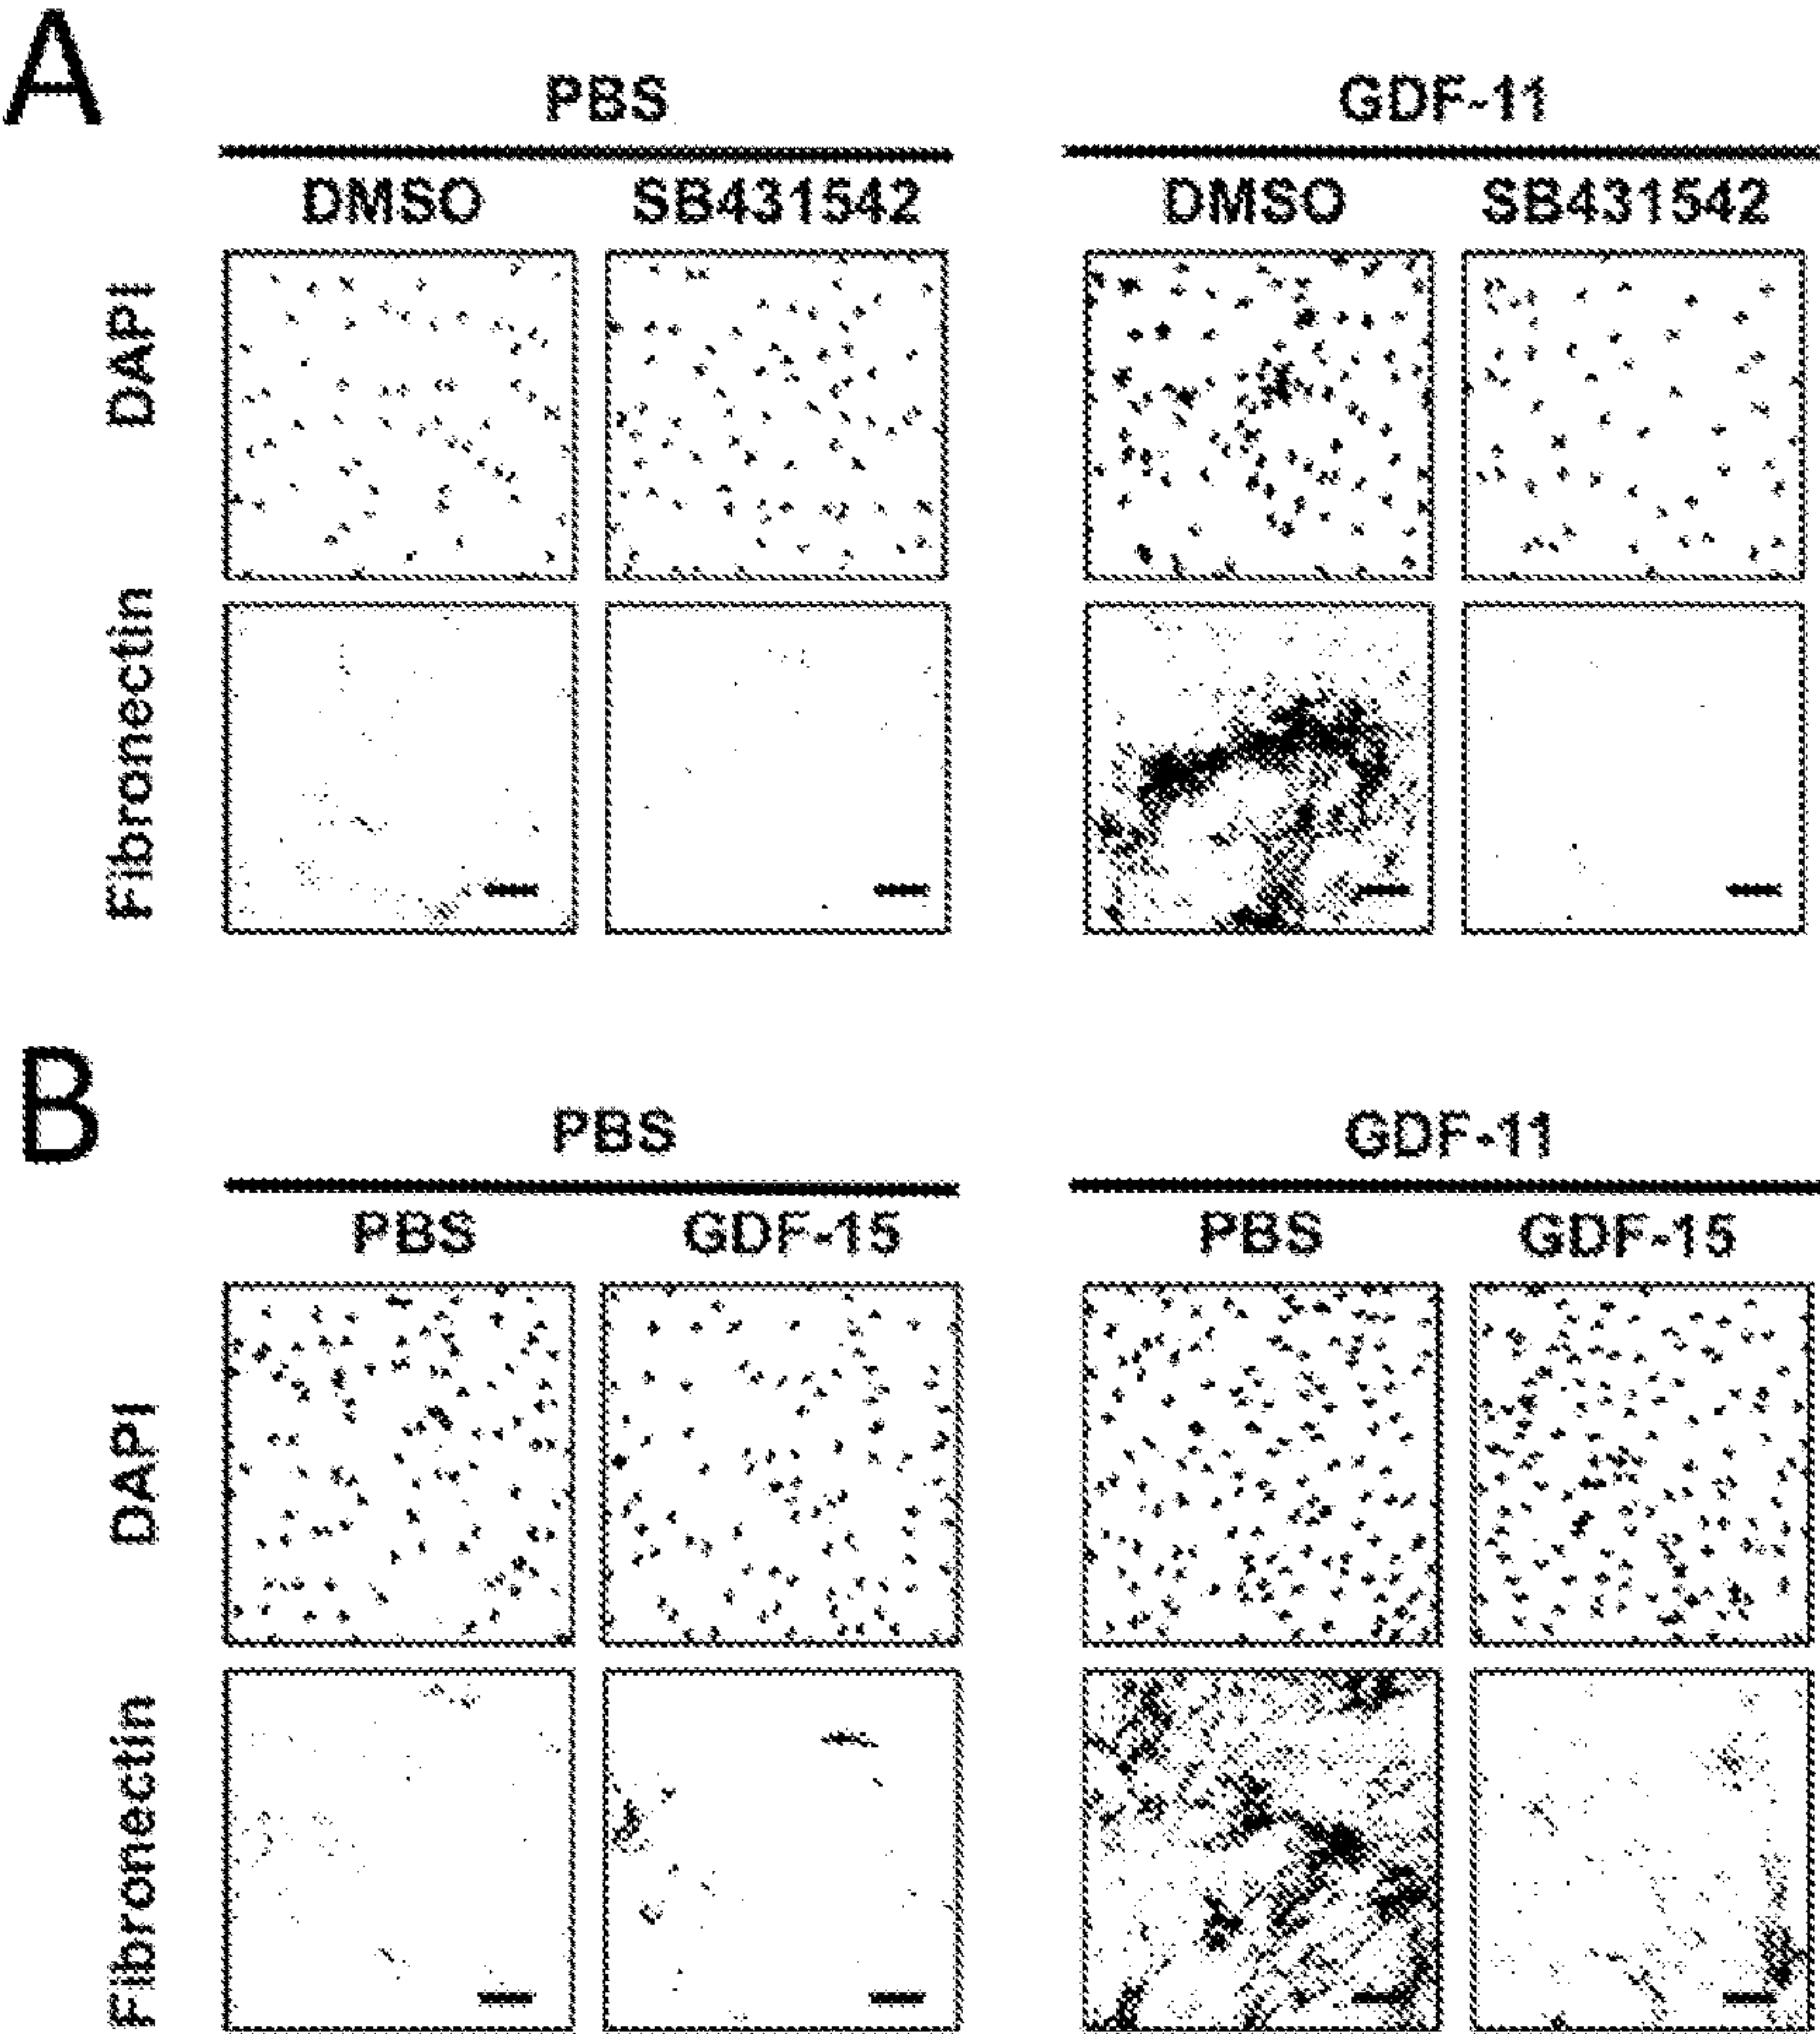 A
PBS GDF-11
DMSO SB431542 DMSO SB431542
DAPI
Fibronectin
B
PBS GDF-11
PBS GDF-15 PBS GDF-15
DAPI
Fibronectin